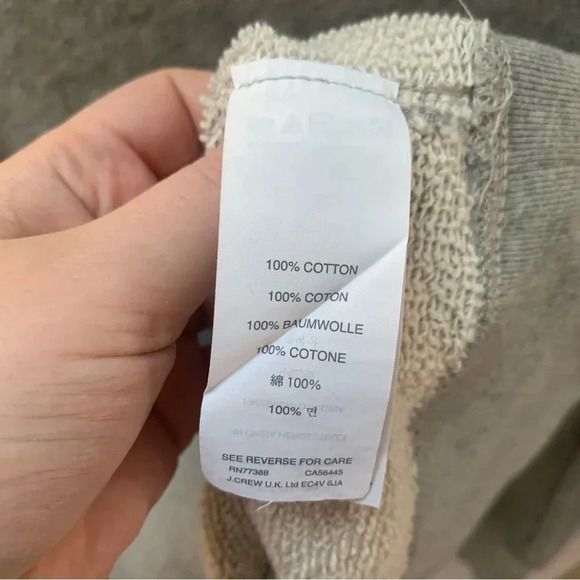 100% COTTON
100% COTON
100% BAUMWOLLE
100% COTONE
綿 100%
100% 면
SEE REVERSE FOR CARE
RN77388 CA56445
J.CREW U.K. Ltd EC4V 6JA